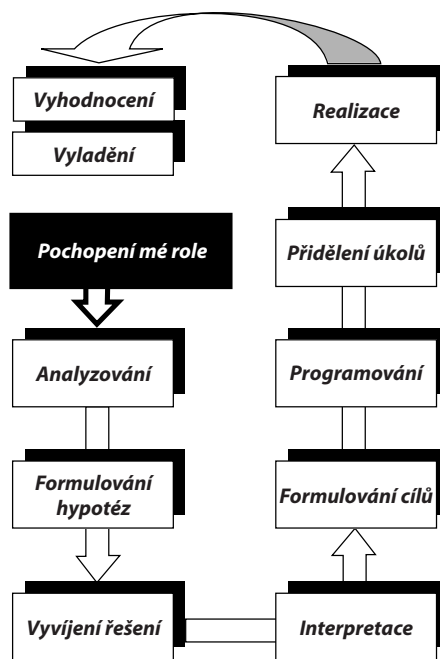 Vyhodnocení
Vyladění
Pochopení mé role
Analyzování
Formulování
hypotéz
Vyvíjení řešení
Interpretace
Formulování cílů
Programování
Přidělení úkolů
Realizace